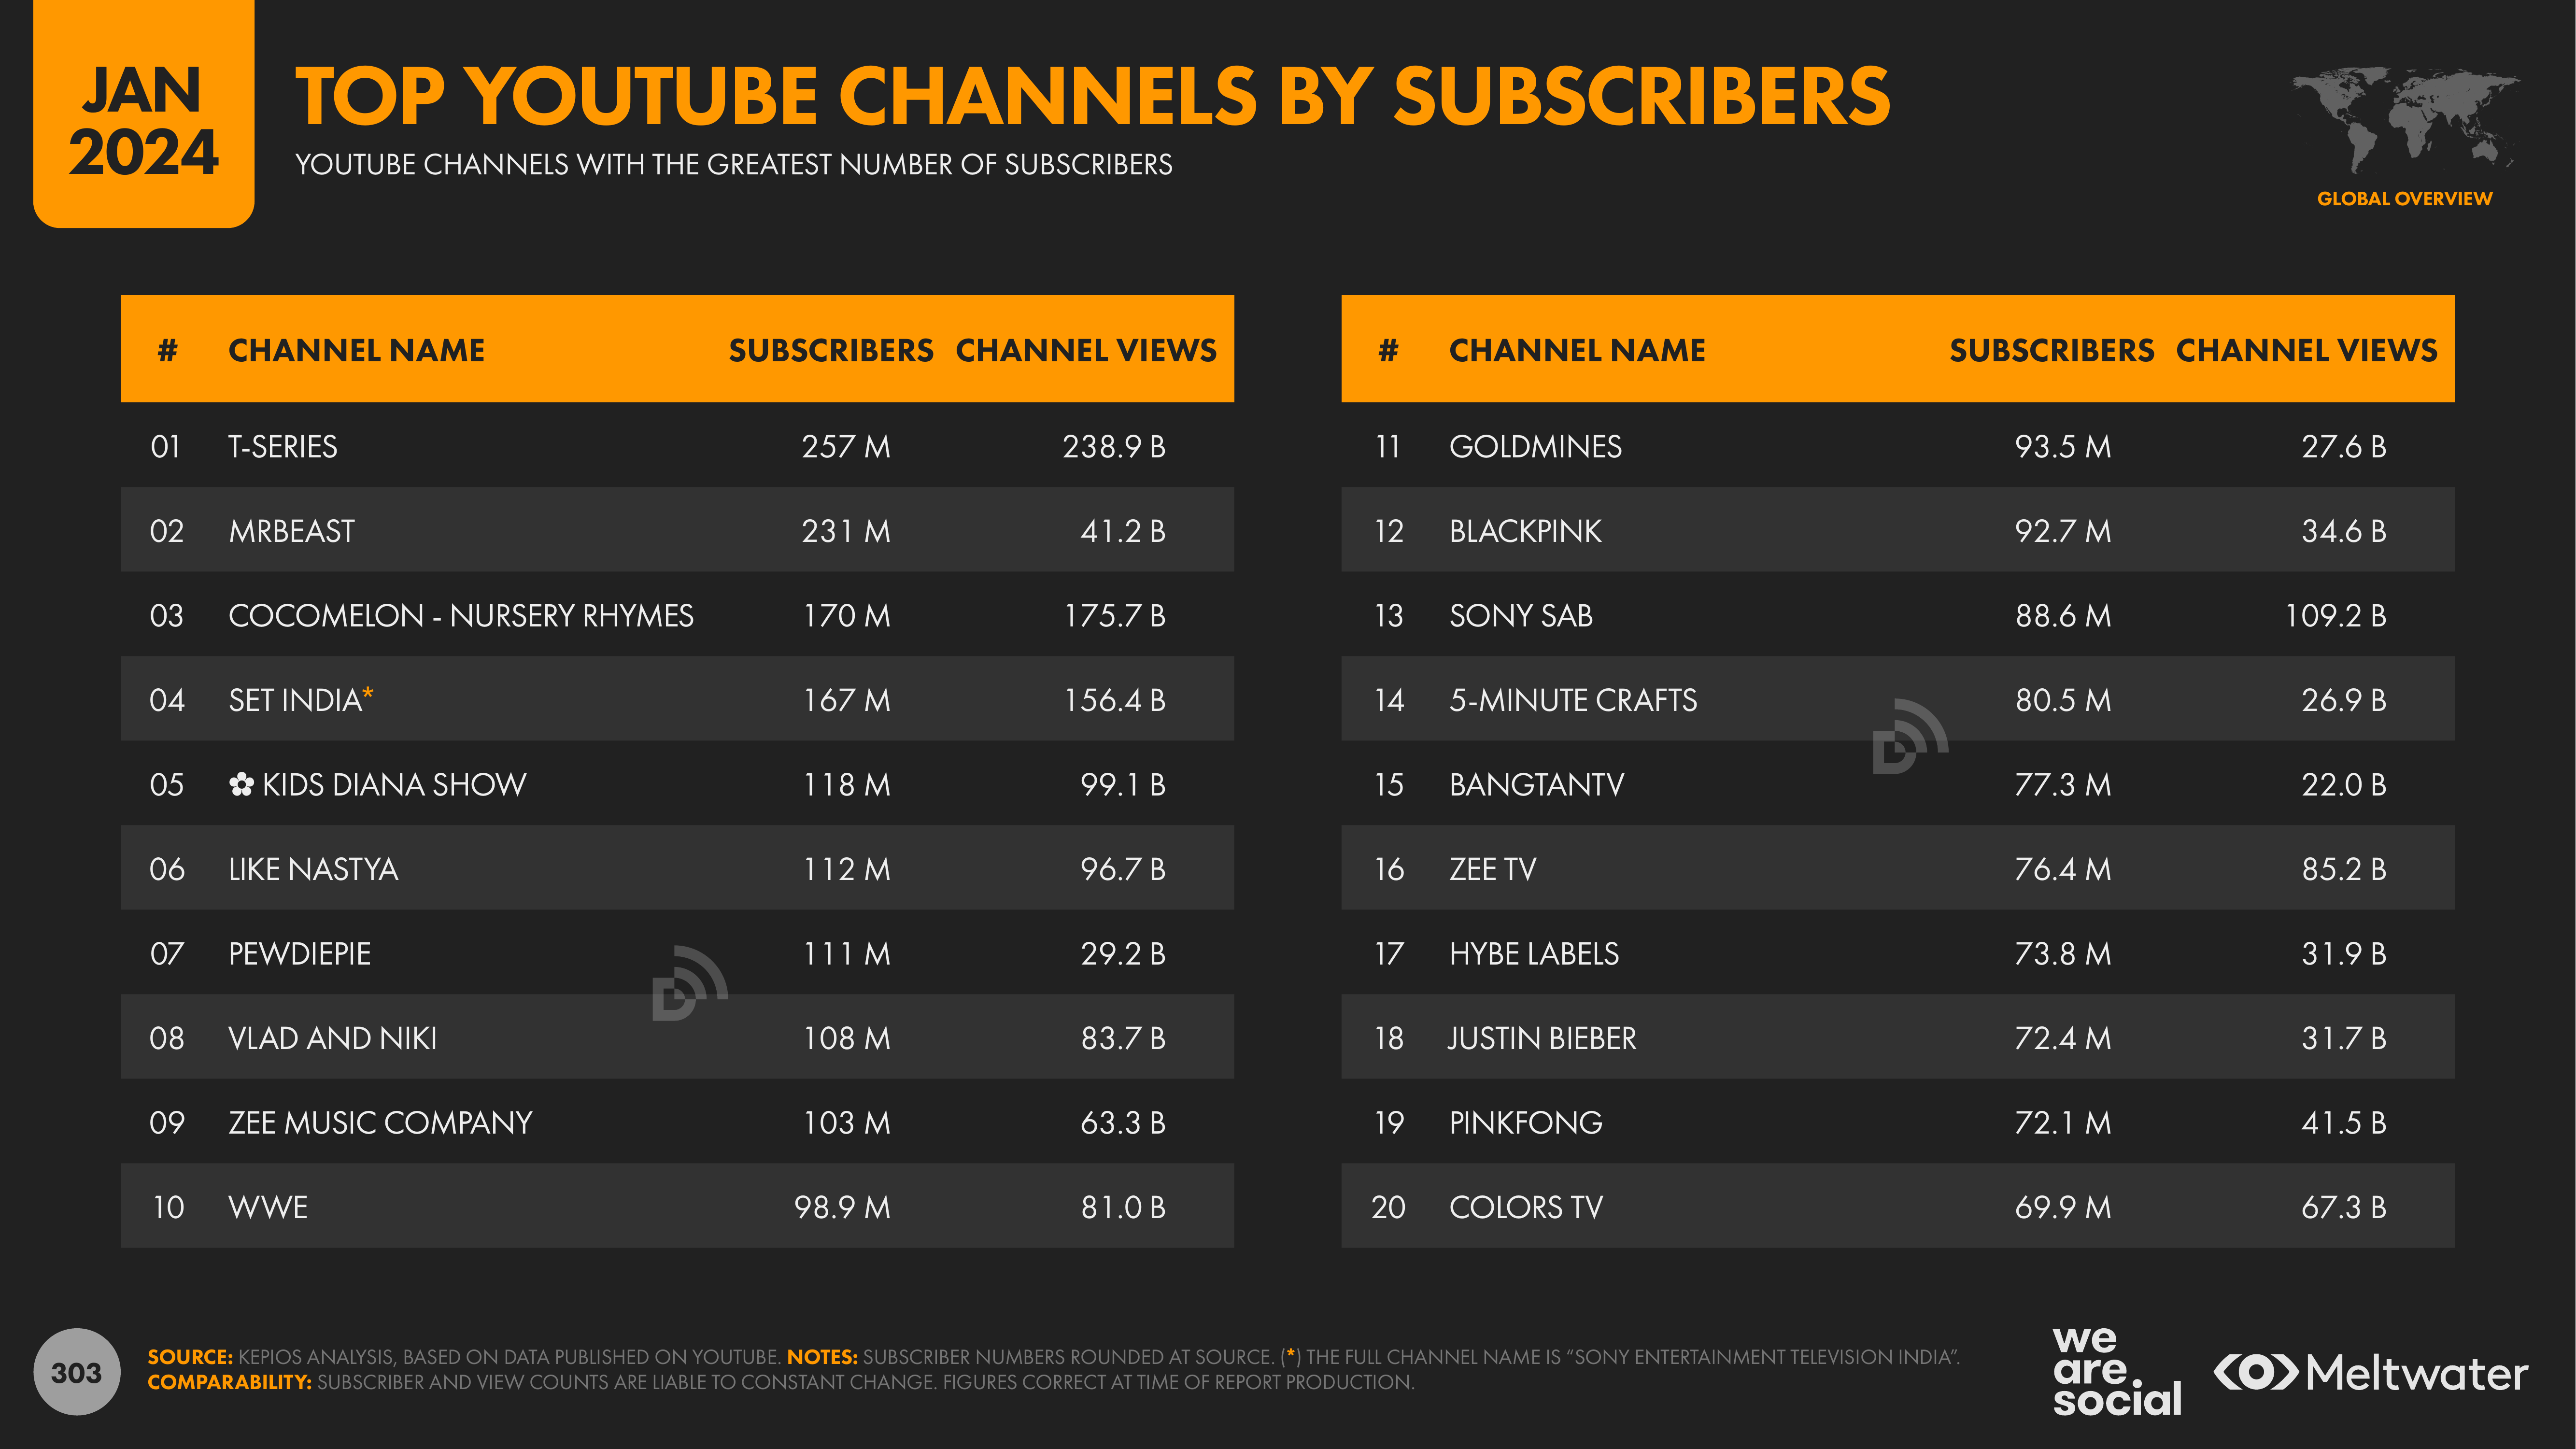 JAN
2024
TOP YOUTUBE CHANNELS BY SUBSCRIBERS
YOUTUBE CHANNELS WITH THE GREATEST NUMBER OF SUBSCRIBERS
GLOBAL OVERVIEW
# CHANNEL NAME SUBSCRIBERS CHANNEL VIEWS
01 T-SERIES 257 M 238.9 B
02 MRBEAST 231 M 41.2 B
03 COCOMELON - NURSERY RHYMES 170 M 175.7 B
04 SET INDIA* 167 M 156.4 B
05 ✿ KIDS DIANA SHOW 118 M 99.1 B
06 LIKE NASTYA 112 M 96.7 B
07 PEWDIEPIE 111 M 29.2 B
08 VLAD AND NIKI 108 M 83.7 B
09 ZEE MUSIC COMPANY 103 M 63.3 B
10 WWE 98.9 M 81.0 B
# CHANNEL NAME SUBSCRIBERS CHANNEL VIEWS
11 GOLDMINES 93.5 M 27.6 B
12 BLACKPINK 92.7 M 34.6 B
13 SONY SAB 88.6 M 109.2 B
14 5-MINUTE CRAFTS 80.5 M 26.9 B
15 BANGTANTV 77.3 M 22.0 B
16 ZEE TV 76.4 M 85.2 B
17 HYBE LABELS 73.8 M 31.9 B
18 JUSTIN BIEBER 72.4 M 31.7 B
19 PINKFONG 72.1 M 41.5 B
20 COLORS TV 69.9 M 67.3 B
303
SOURCE: KEPIOS ANALYSIS, BASED ON DATA PUBLISHED ON YOUTUBE. NOTES: SUBSCRIBER NUMBERS ROUNDED AT SOURCE. (*) THE FULL CHANNEL NAME IS “SONY ENTERTAINMENT TELEVISION INDIA”.
COMPARABILITY: SUBSCRIBER AND VIEW COUNTS ARE LIABLE TO CONSTANT CHANGE. FIGURES CORRECT AT TIME OF REPORT PRODUCTION.
we
are
social
Meltwater